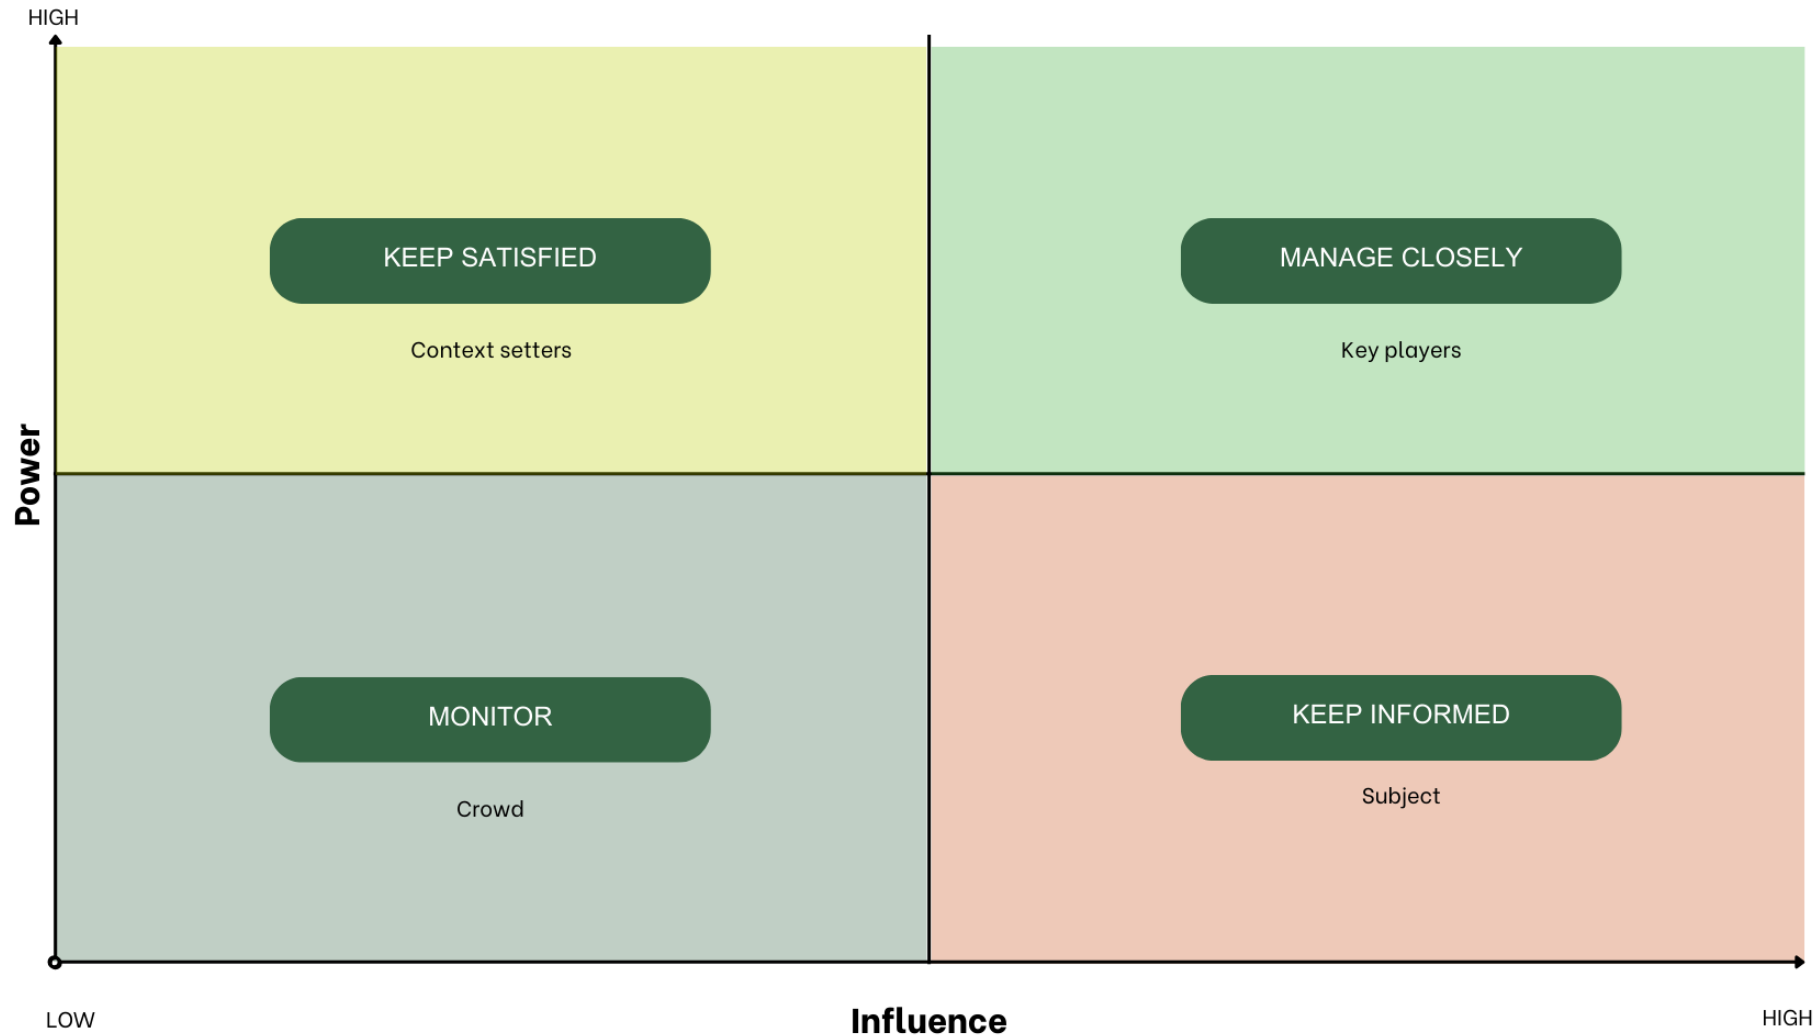 HIGH
KEEP SATISFIED
MANAGE CLOSELY
Context setters
Key players
Power
MONITOR
KEEP INFORMED
Crowd
Subject
LOW
Influence
HIGH